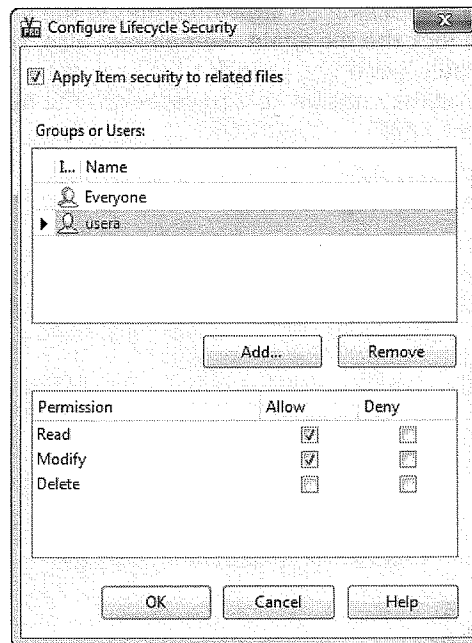 V
PRO Configure Lifecycle Security
X
Apply Item security to related files
Groups or Users:
I... Name
Everyone
usera
Add... Remove
Permission Allow Deny
Read
Modify
Delete
OK Cancel Help